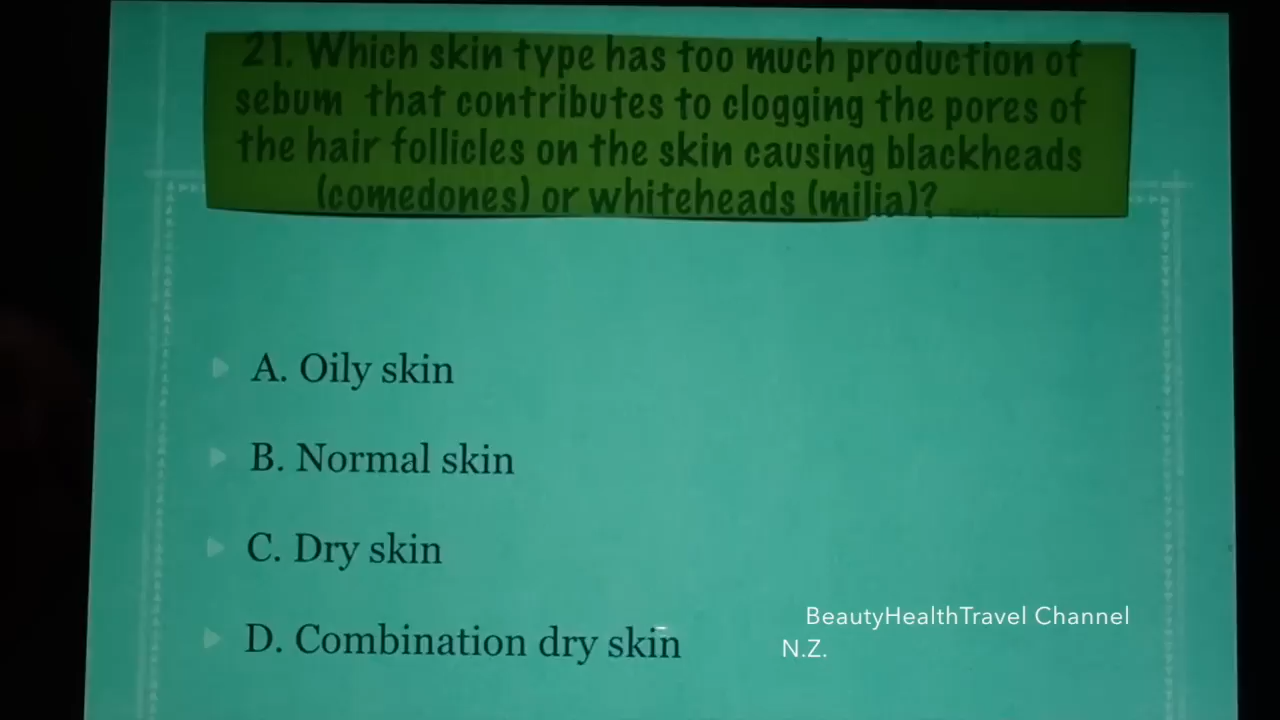 21. Which skin type has too much production of
sebum that contributes to clogging the pores of
the hair follicles on the skin causing blackheads
(comedones) or whiteheads (milia)?
A. Oily skin
B. Normal skin
C. Dry skin
D. Combination dry skin
BeautyHealthTravel Channel
N.Z.